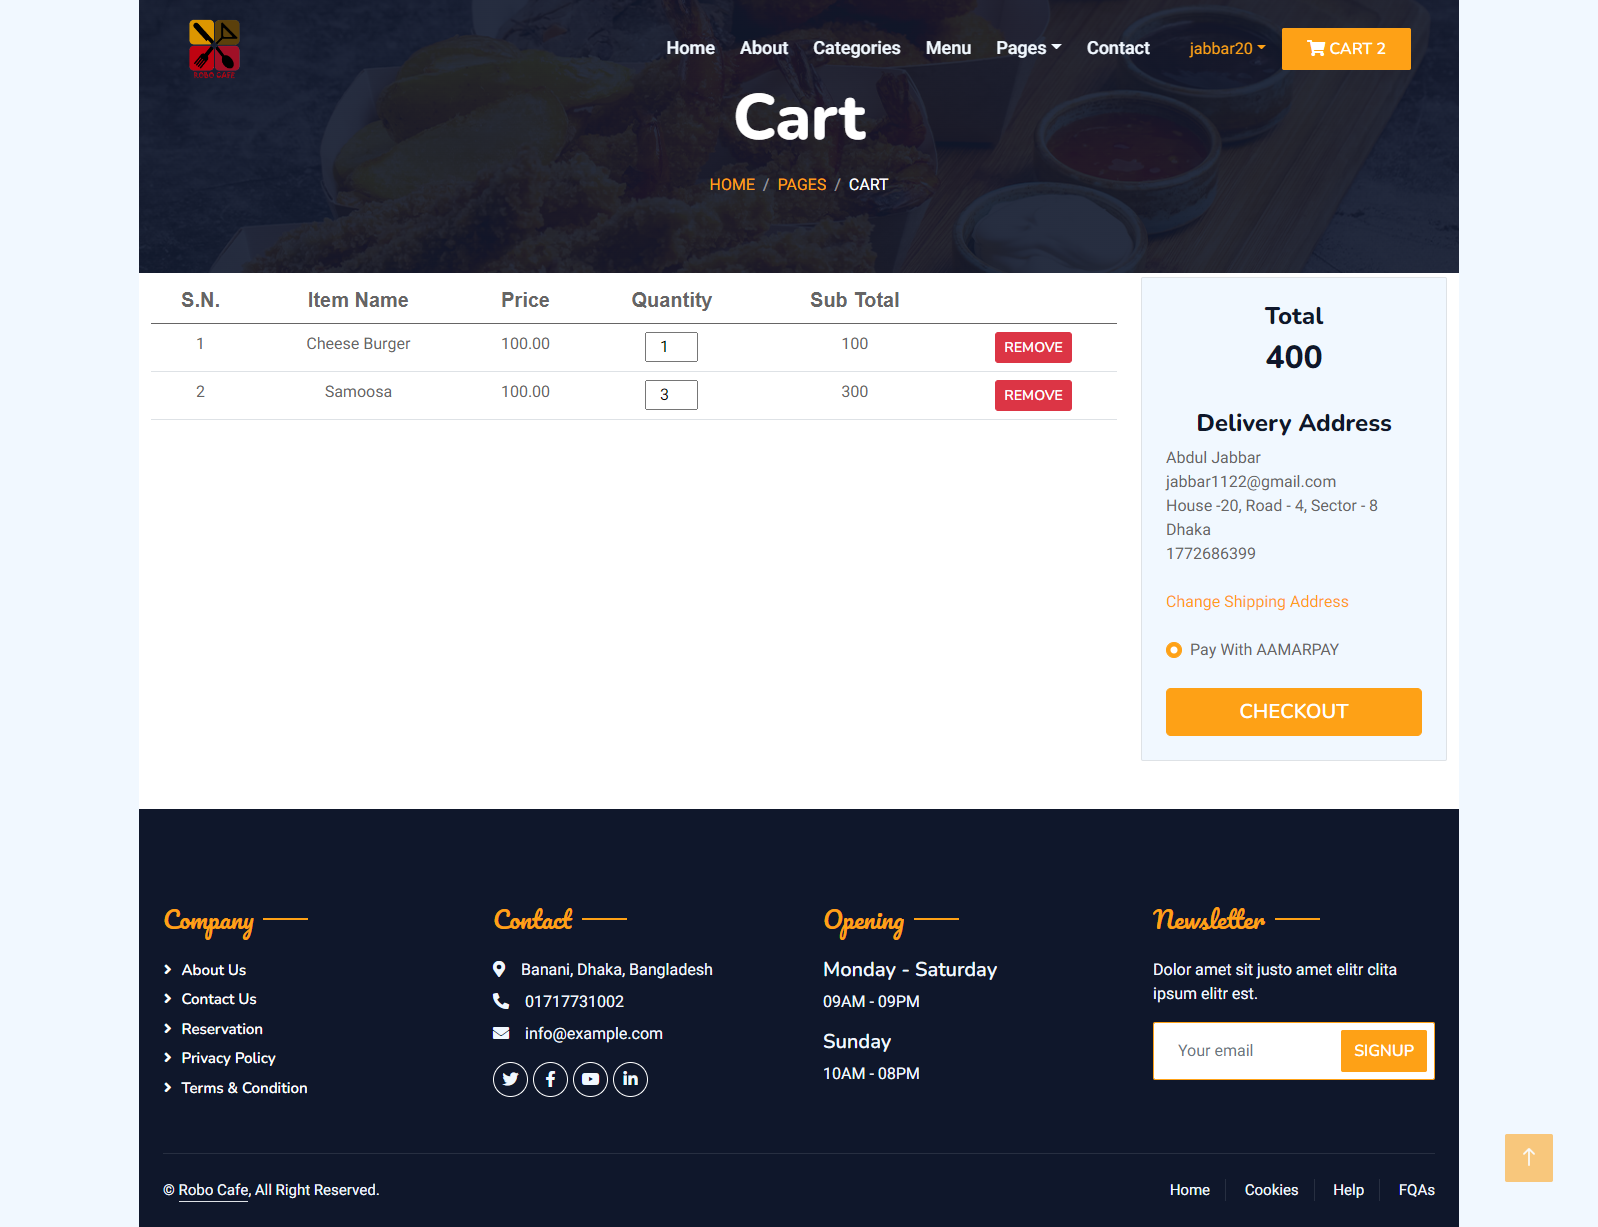 ROBO CAFE
Home About Categories Menu Pages Contact jabbar20 CART 2
Cart
HOME / PAGES / CART
S.N. Item Name Price Quantity Sub Total
1 Cheese Burger 100.00 1 100 REMOVE
2 Samoosa 100.00 3 300 REMOVE
Total
400
Delivery Address
Abdul Jabbar
jabbar1122@gmail.com
House -20, Road - 4, Sector - 8
Dhaka
1772686399
Change Shipping Address
Pay With AAMARPAY
CHECKOUT
Company
About Us
Contact Us
Reservation
Privacy Policy
Terms & Condition
Contact
Banani, Dhaka, Bangladesh
01717731002
info@example.com
Opening
Monday - Saturday
09AM - 09PM
Sunday
10AM - 08PM
Newsletter
Dolor amet sit justo amet elitr clita
ipsum elitr est.
Your email SIGNUP
© Robo Cafe, All Right Reserved.
Home Cookies Help FQAs